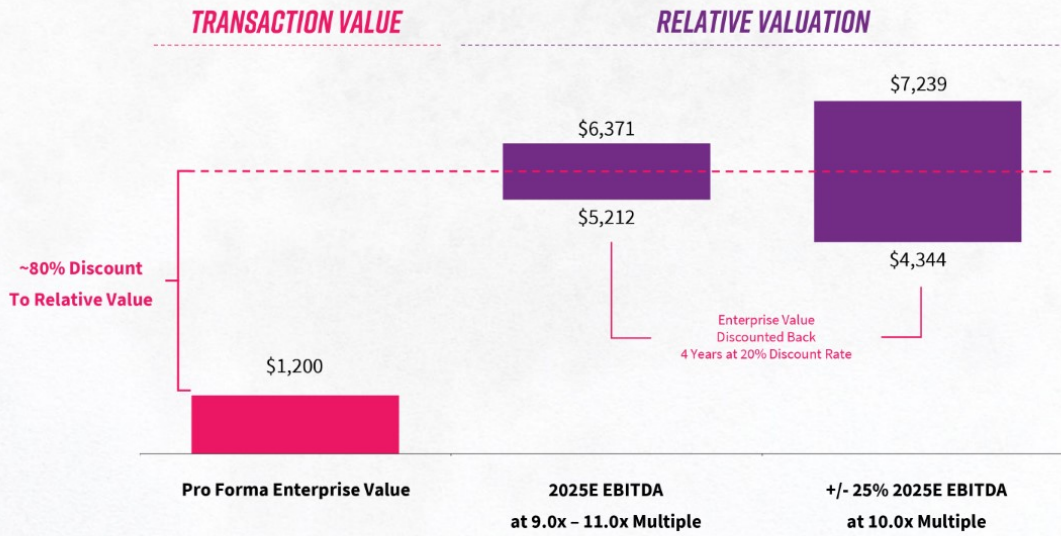 TRANSACTION VALUE
RELATIVE VALUATION
$7,239
$6,371
$5,212
$4,344
~80% Discount
To Relative Value
Enterprise Value
Discounted Back
4 Years at 20% Discount Rate
$1,200
Pro Forma Enterprise Value
2025E EBITDA
at 9.0x – 11.0x Multiple
+/- 25% 2025E EBITDA
at 10.0x Multiple